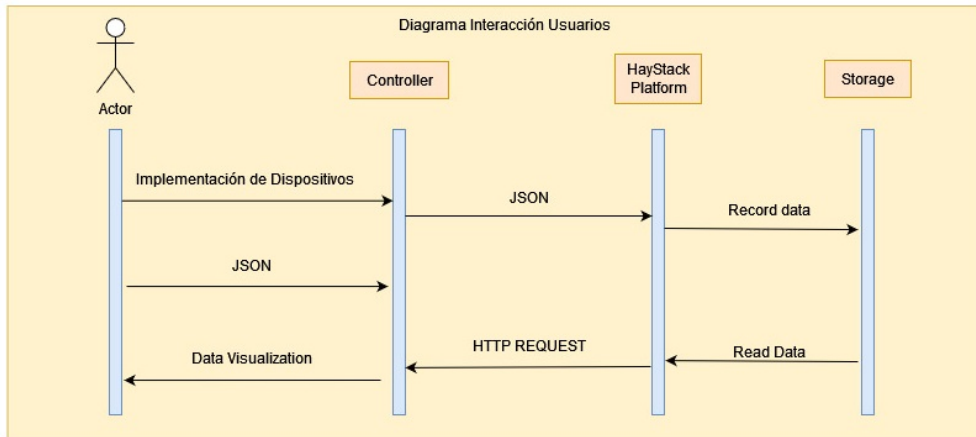 Diagrama Interacción Usuarios
Actor
Controller
HayStack
Platform
Storage
Implementación de Dispositivos
JSON
Record data
JSON
HTTP REQUEST
Read Data
Data Visualization